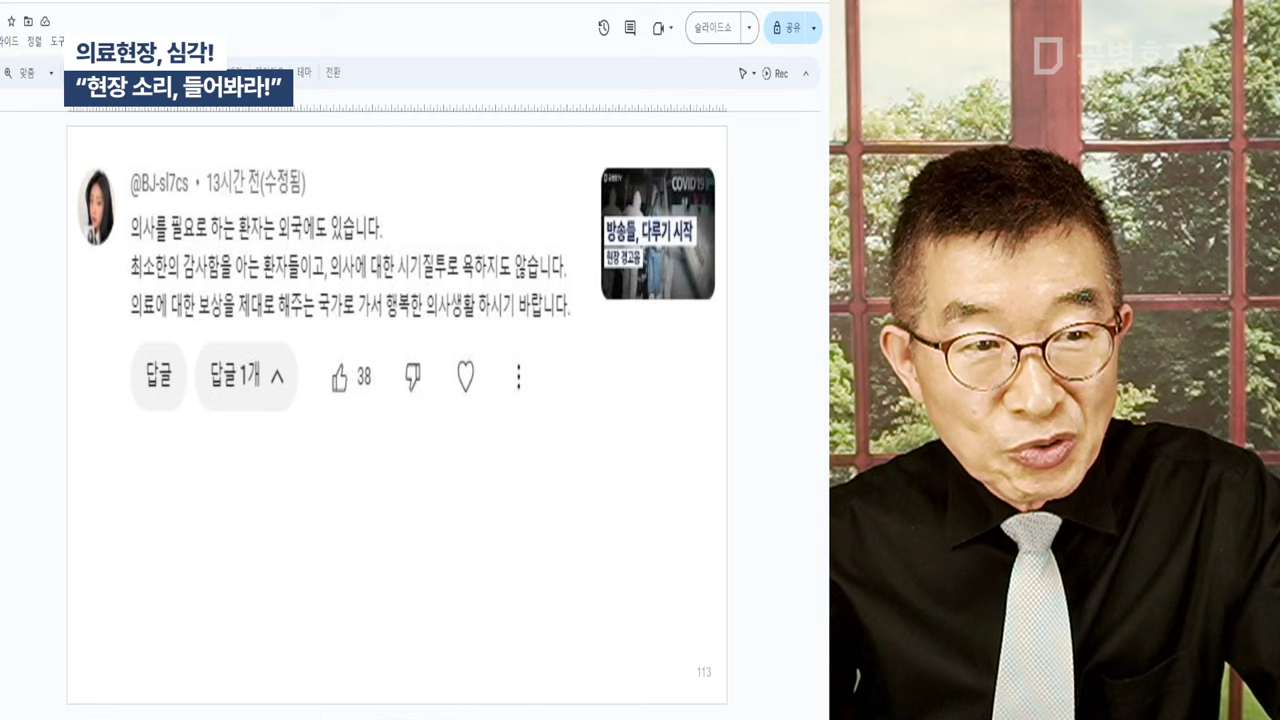 의료현장, 심각!
“현장 소리, 들어봐라!”
슬라이드쇼
공유
맞춤
테마
전환
Rec
@BJ-sl7cs • 13시간 전(수정됨)
의사를 필요로 하는 환자는 외국에도 있습니다.
최소한의 감사함을 아는 환자들이고, 의사에 대한 시기질투로 욕하지도 않습니다.
의료에 대한 보상을 제대로 해주는 국가로 가서 행복한 의사생활 하시기 바랍니다.
답글
답글 1개
38
COVID19
방송들, 다루기 시작
현장 경고음
113
공병호TV